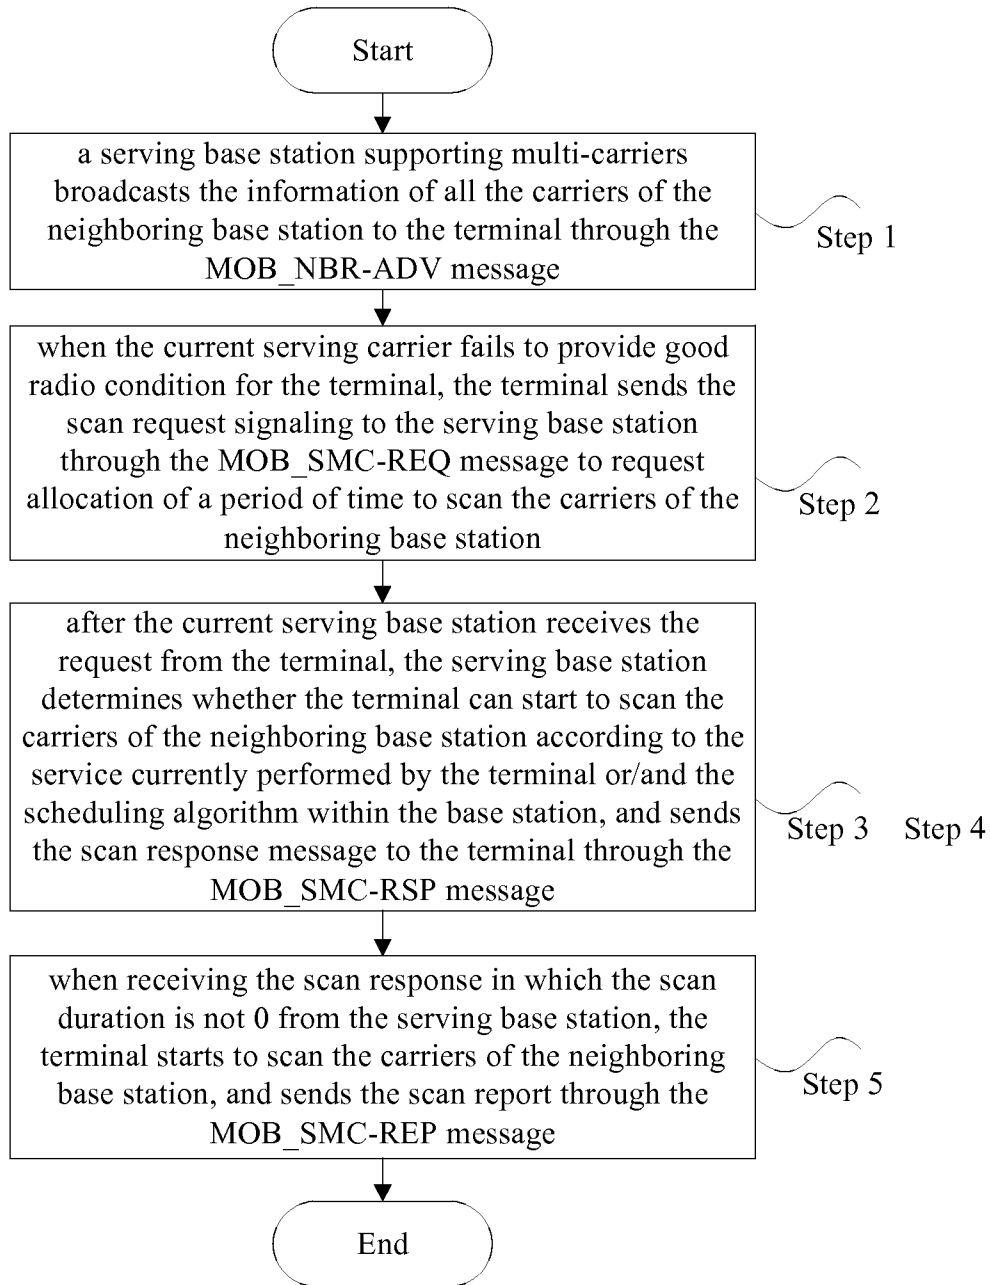 Start
a serving base station supporting multi-carriers
broadcasts the information of all the carriers of the
neighboring base station to the terminal through the
MOB_NBR-ADV message
Step 1
when the current serving carrier fails to provide good
radio condition for the terminal, the terminal sends the
scan request signaling to the serving base station
through the MOB_SMC-REQ message to request
allocation of a period of time to scan the carriers of the
neighboring base station
Step 2
after the current serving base station receives the
request from the terminal, the serving base station
determines whether the terminal can start to scan the
carriers of the neighboring base station according to the
service currently performed by the terminal or/and the
scheduling algorithm within the base station, and sends
the scan response message to the terminal through the
MOB_SMC-RSP message
Step 3 Step 4
when receiving the scan response in which the scan
duration is not 0 from the serving base station, the
terminal starts to scan the carriers of the neighboring
base station, and sends the scan report through the
MOB_SMC-REP message
Step 5
End